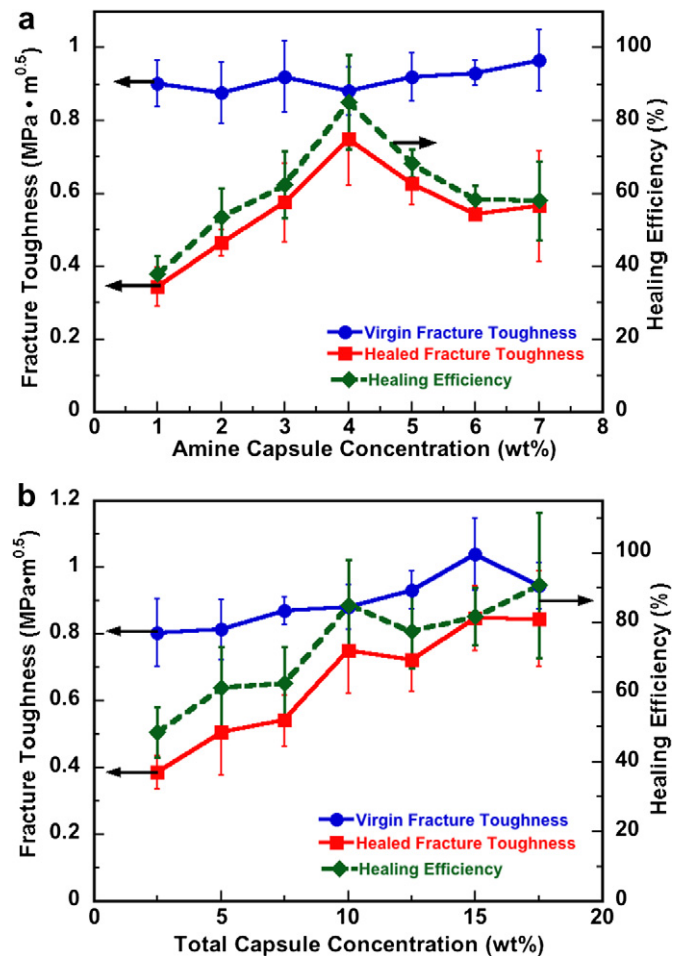 a
Fracture Toughness (MPa • m0.5)
1
0.8
0.6
0.4
0.2
0
100
80
60
40
20
0
Healing Efficiency (%)
Virgin Fracture Toughness
Healed Fracture Toughness
Healing Efficiency
0 1 2 3 4 5 6 7 8
Amine Capsule Concentration (wt%)
b
Fracture Toughness (MPa•m0.5)
1.2
1
0.8
0.6
0.4
0.2
0
100
80
60
40
20
0
Healing Efficiency (%)
Virgin Fracture Toughness
Healed Fracture Toughness
Healing Efficiency
0 5 10 15 20
Total Capsule Concentration (wt%)